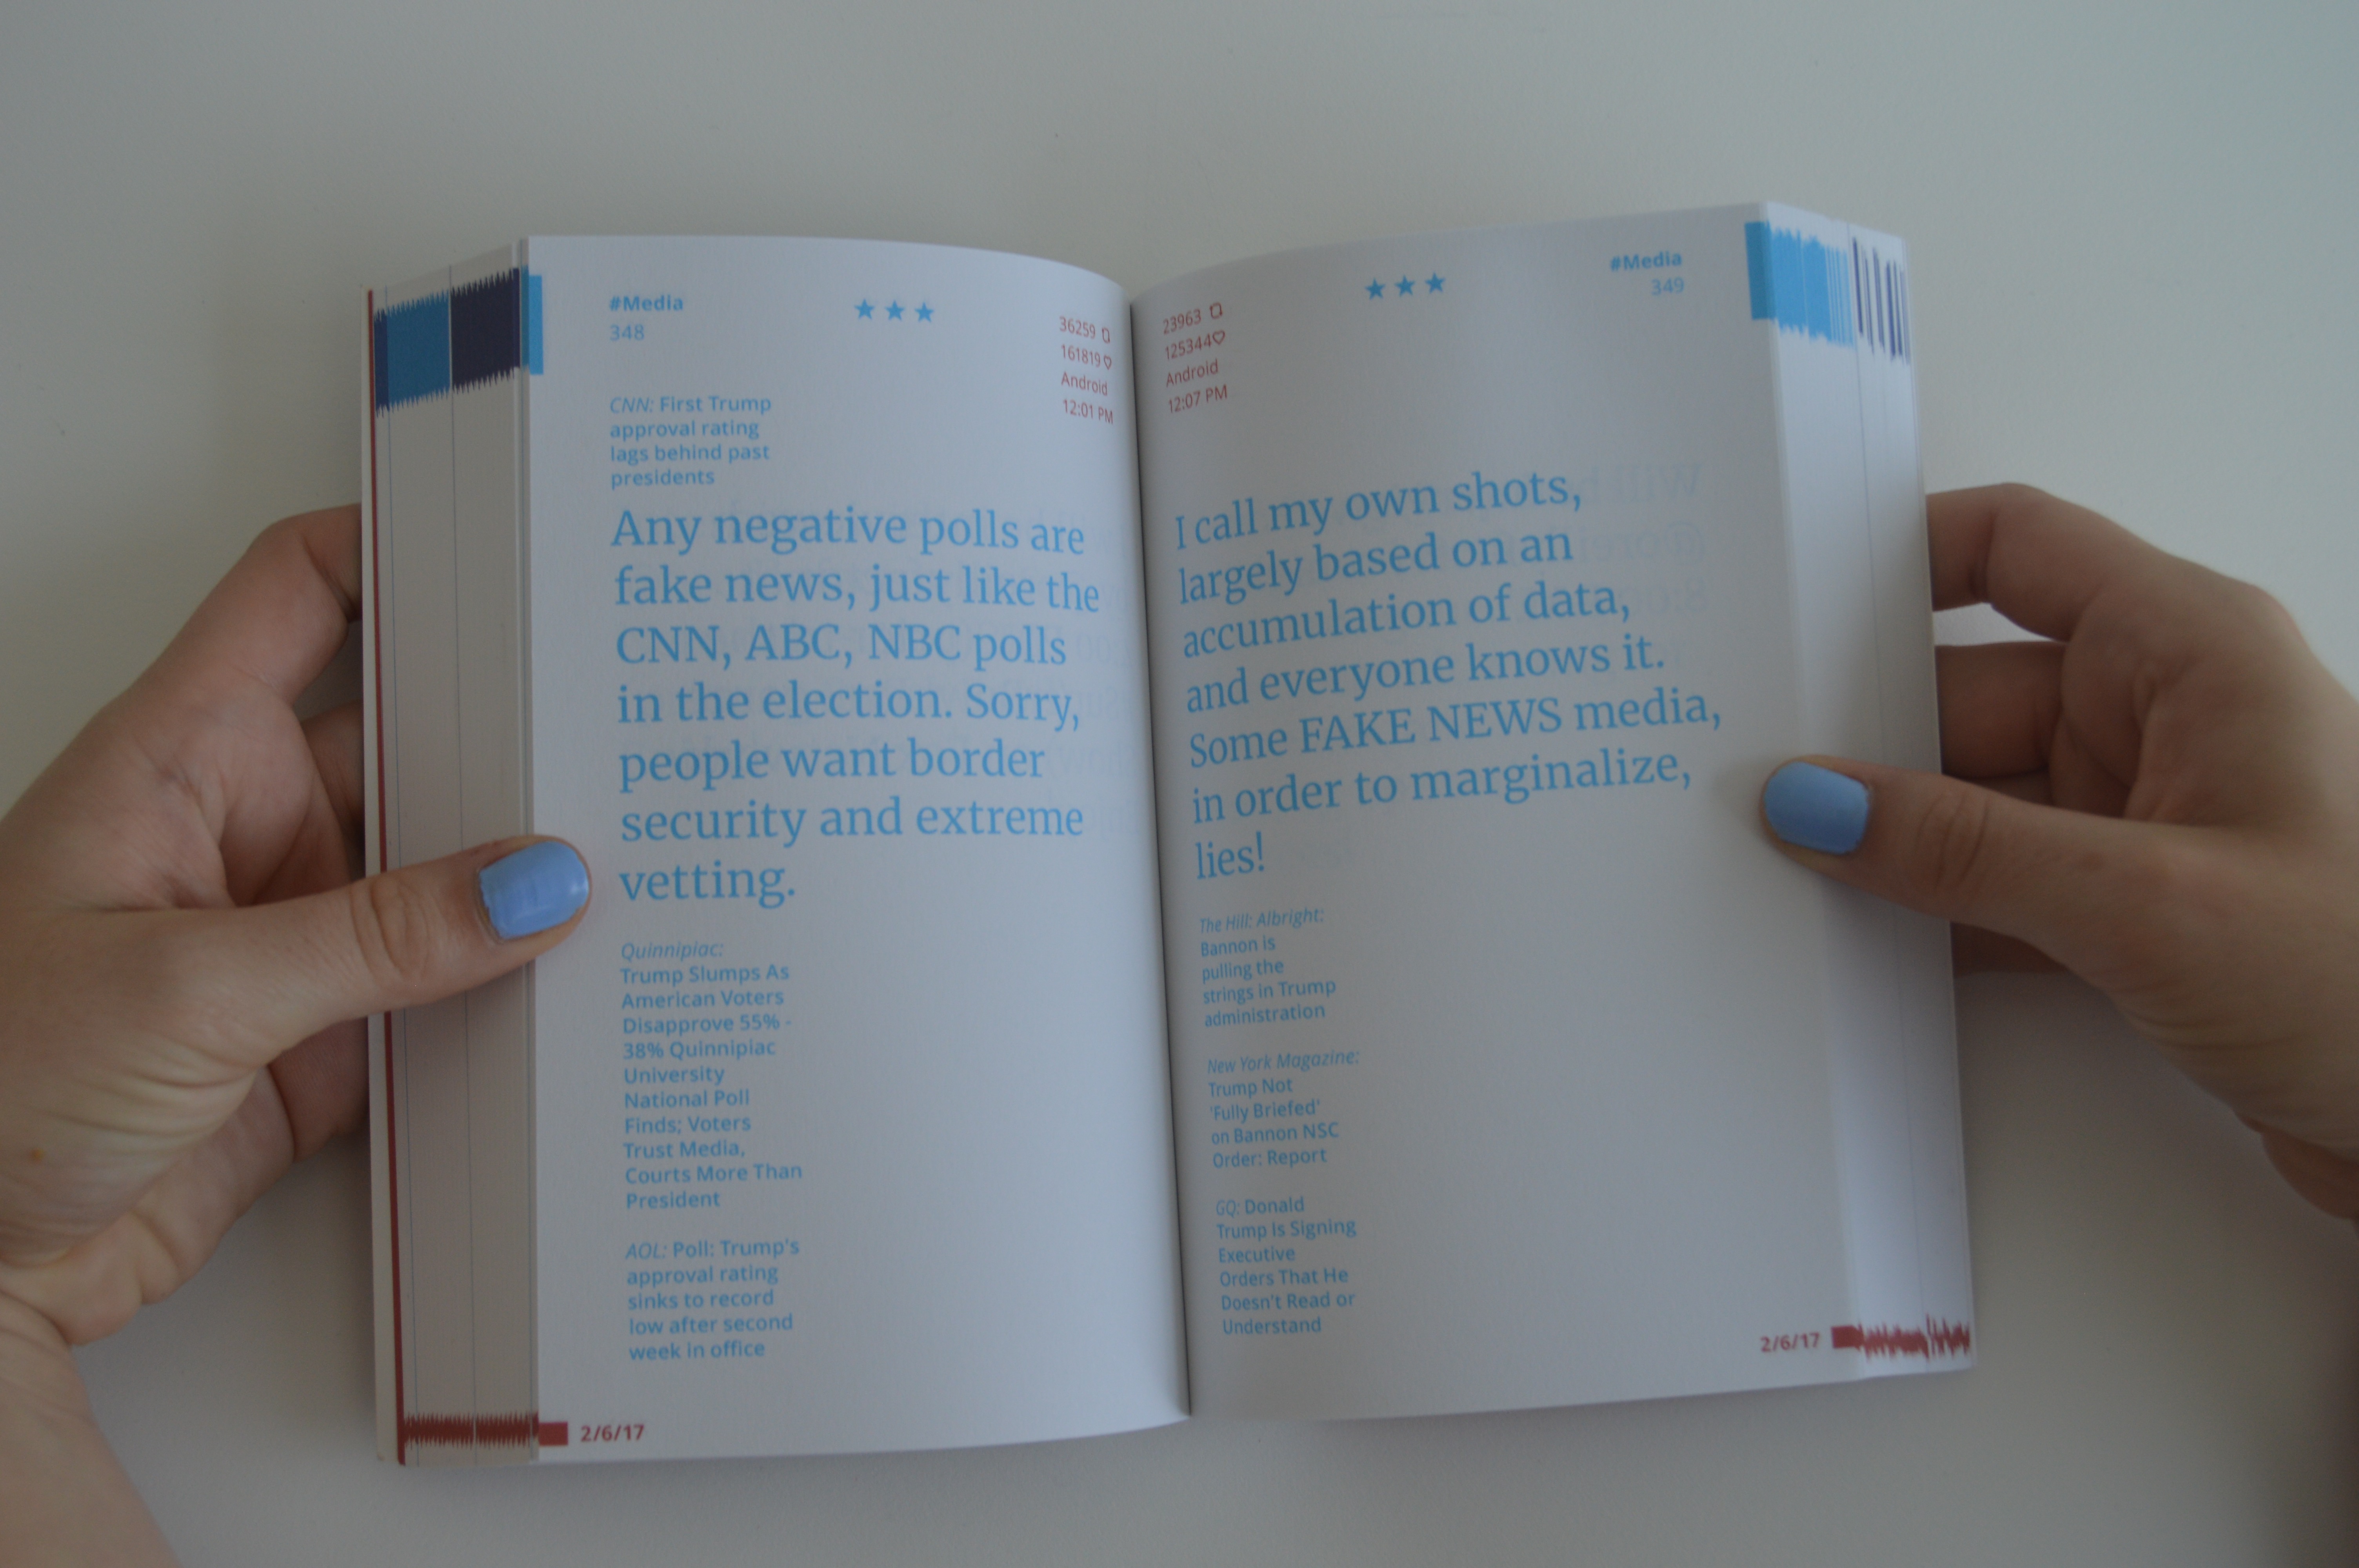 #Media
348
★★★
36259
161819
Android
12:01 PM
CNN: First Trump
approval rating
lags behind past
presidents
Any negative polls are
fake news, just like the
CNN, ABC, NBC polls
in the election. Sorry,
people want border
security and extreme
vetting.
Quinnipiac:
Trump Slumps As
American Voters
Disapprove 55% -
38% Quinnipiac
University
National Poll
Finds; Voters
Trust Media,
Courts More Than
President
AOL: Poll: Trump's
approval rating
sinks to record
low after second
week in office
2/6/17
23963
125344
Android
12:07 PM
★★★
#Media
349
I call my own shots,
largely based on an
accumulation of data,
and everyone knows it.
Some FAKE NEWS media,
in order to marginalize,
lies!
The Hill: Albright:
Bannon is
pulling the
strings in Trump
administration
New York Magazine:
Trump Not
'Fully Briefed'
on Bannon NSC
Order: Report
GQ: Donald
Trump Is Signing
Executive
Orders That He
Doesn't Read or
Understand
2/6/17